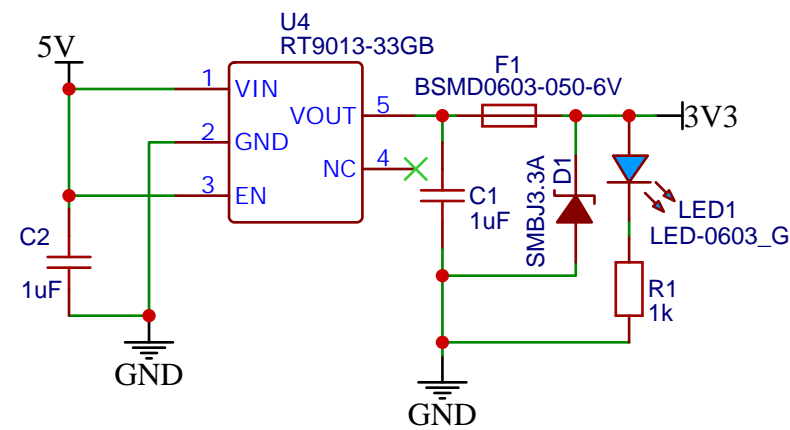 5V
U4
RT9013-33GB
1
VIN
2
GND
3
EN
VOUT
5
NC
4
C2
1uF
GND
F1
BSMD0603-050-6V
3V3
C1
1uF
SMBJ3.3A
D1
LED1
LED-0603_G
R1
1k
GND